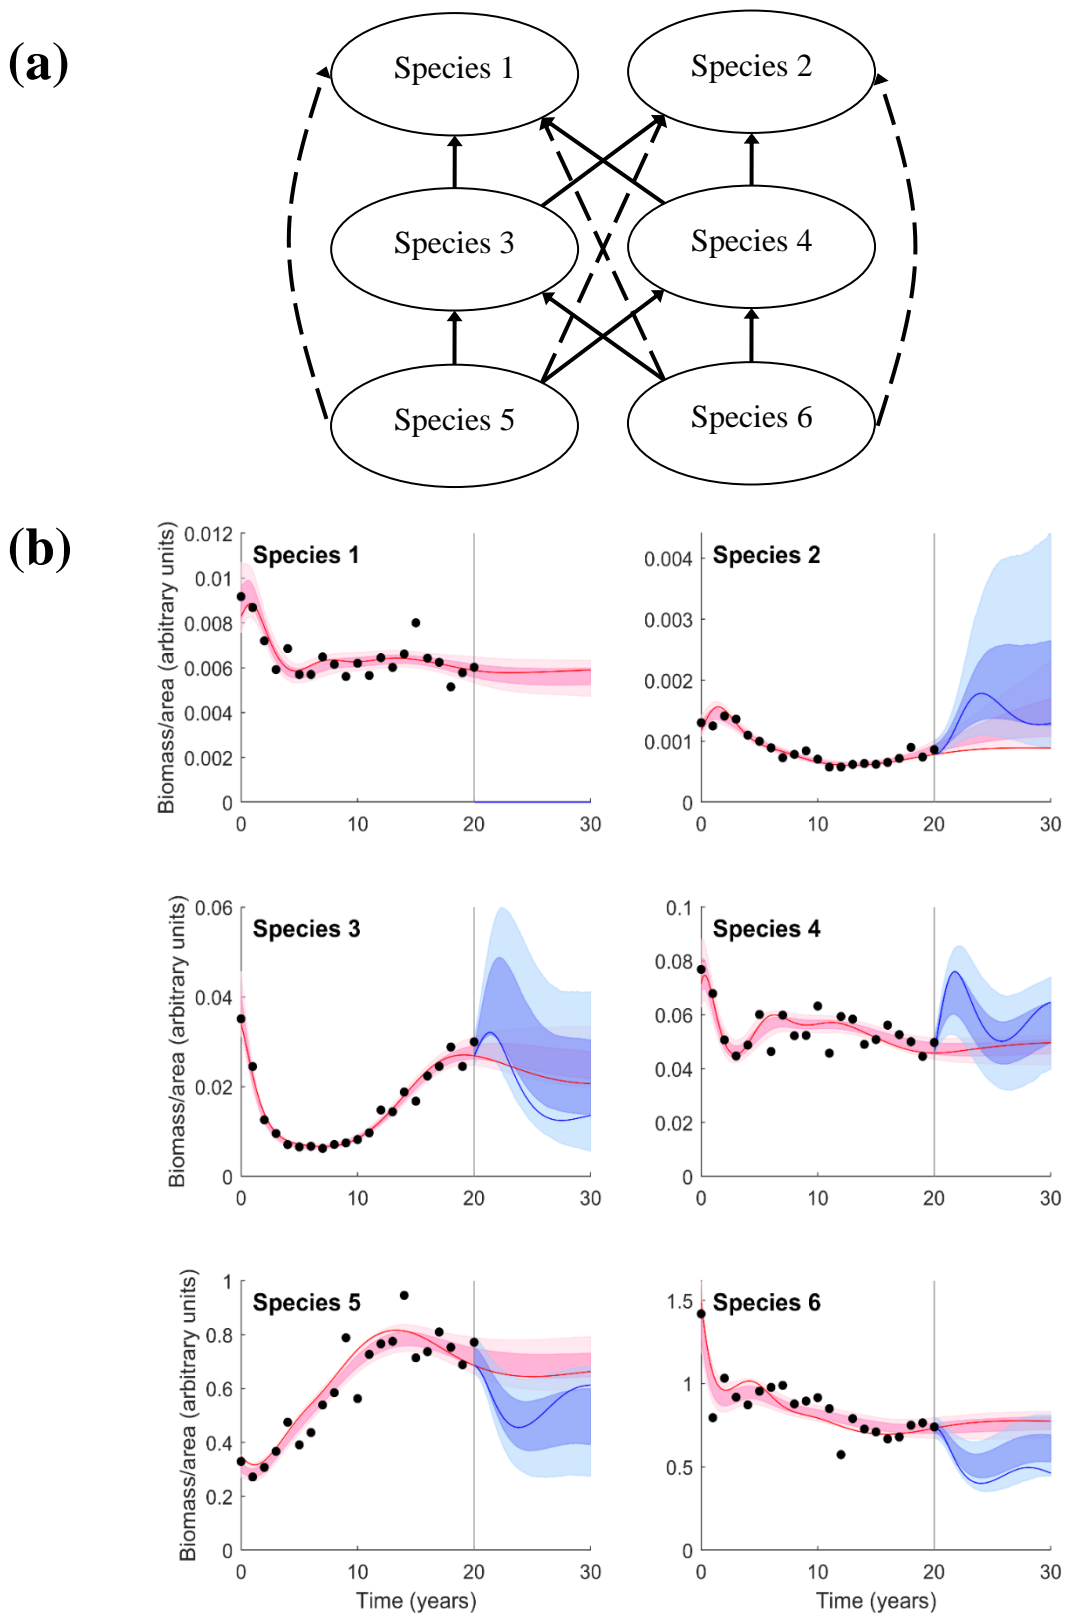 (a)
Species 1
Species 2
Species 3
Species 4
Species 5
Species 6
(b)
Biomass/area (arbitrary units)
0.012
0.01
0.008
0.006
0.004
0.002
0
Species 1
0 10 20 30
0.004
0.003
0.002
0.001
0
Species 2
0 10 20 30
Biomass/area (arbitrary units)
0.06
0.04
0.02
0
Species 3
0 10 20 30
0.1
0.08
0.06
0.04
0.02
0
Species 4
0 10 20 30
Biomass/area (arbitrary units)
1
0.8
0.6
0.4
0.2
0
Species 5
0 10 20 30
Time (years)
1.5
1
0.5
0
Species 6
0 10 20 30
Time (years)